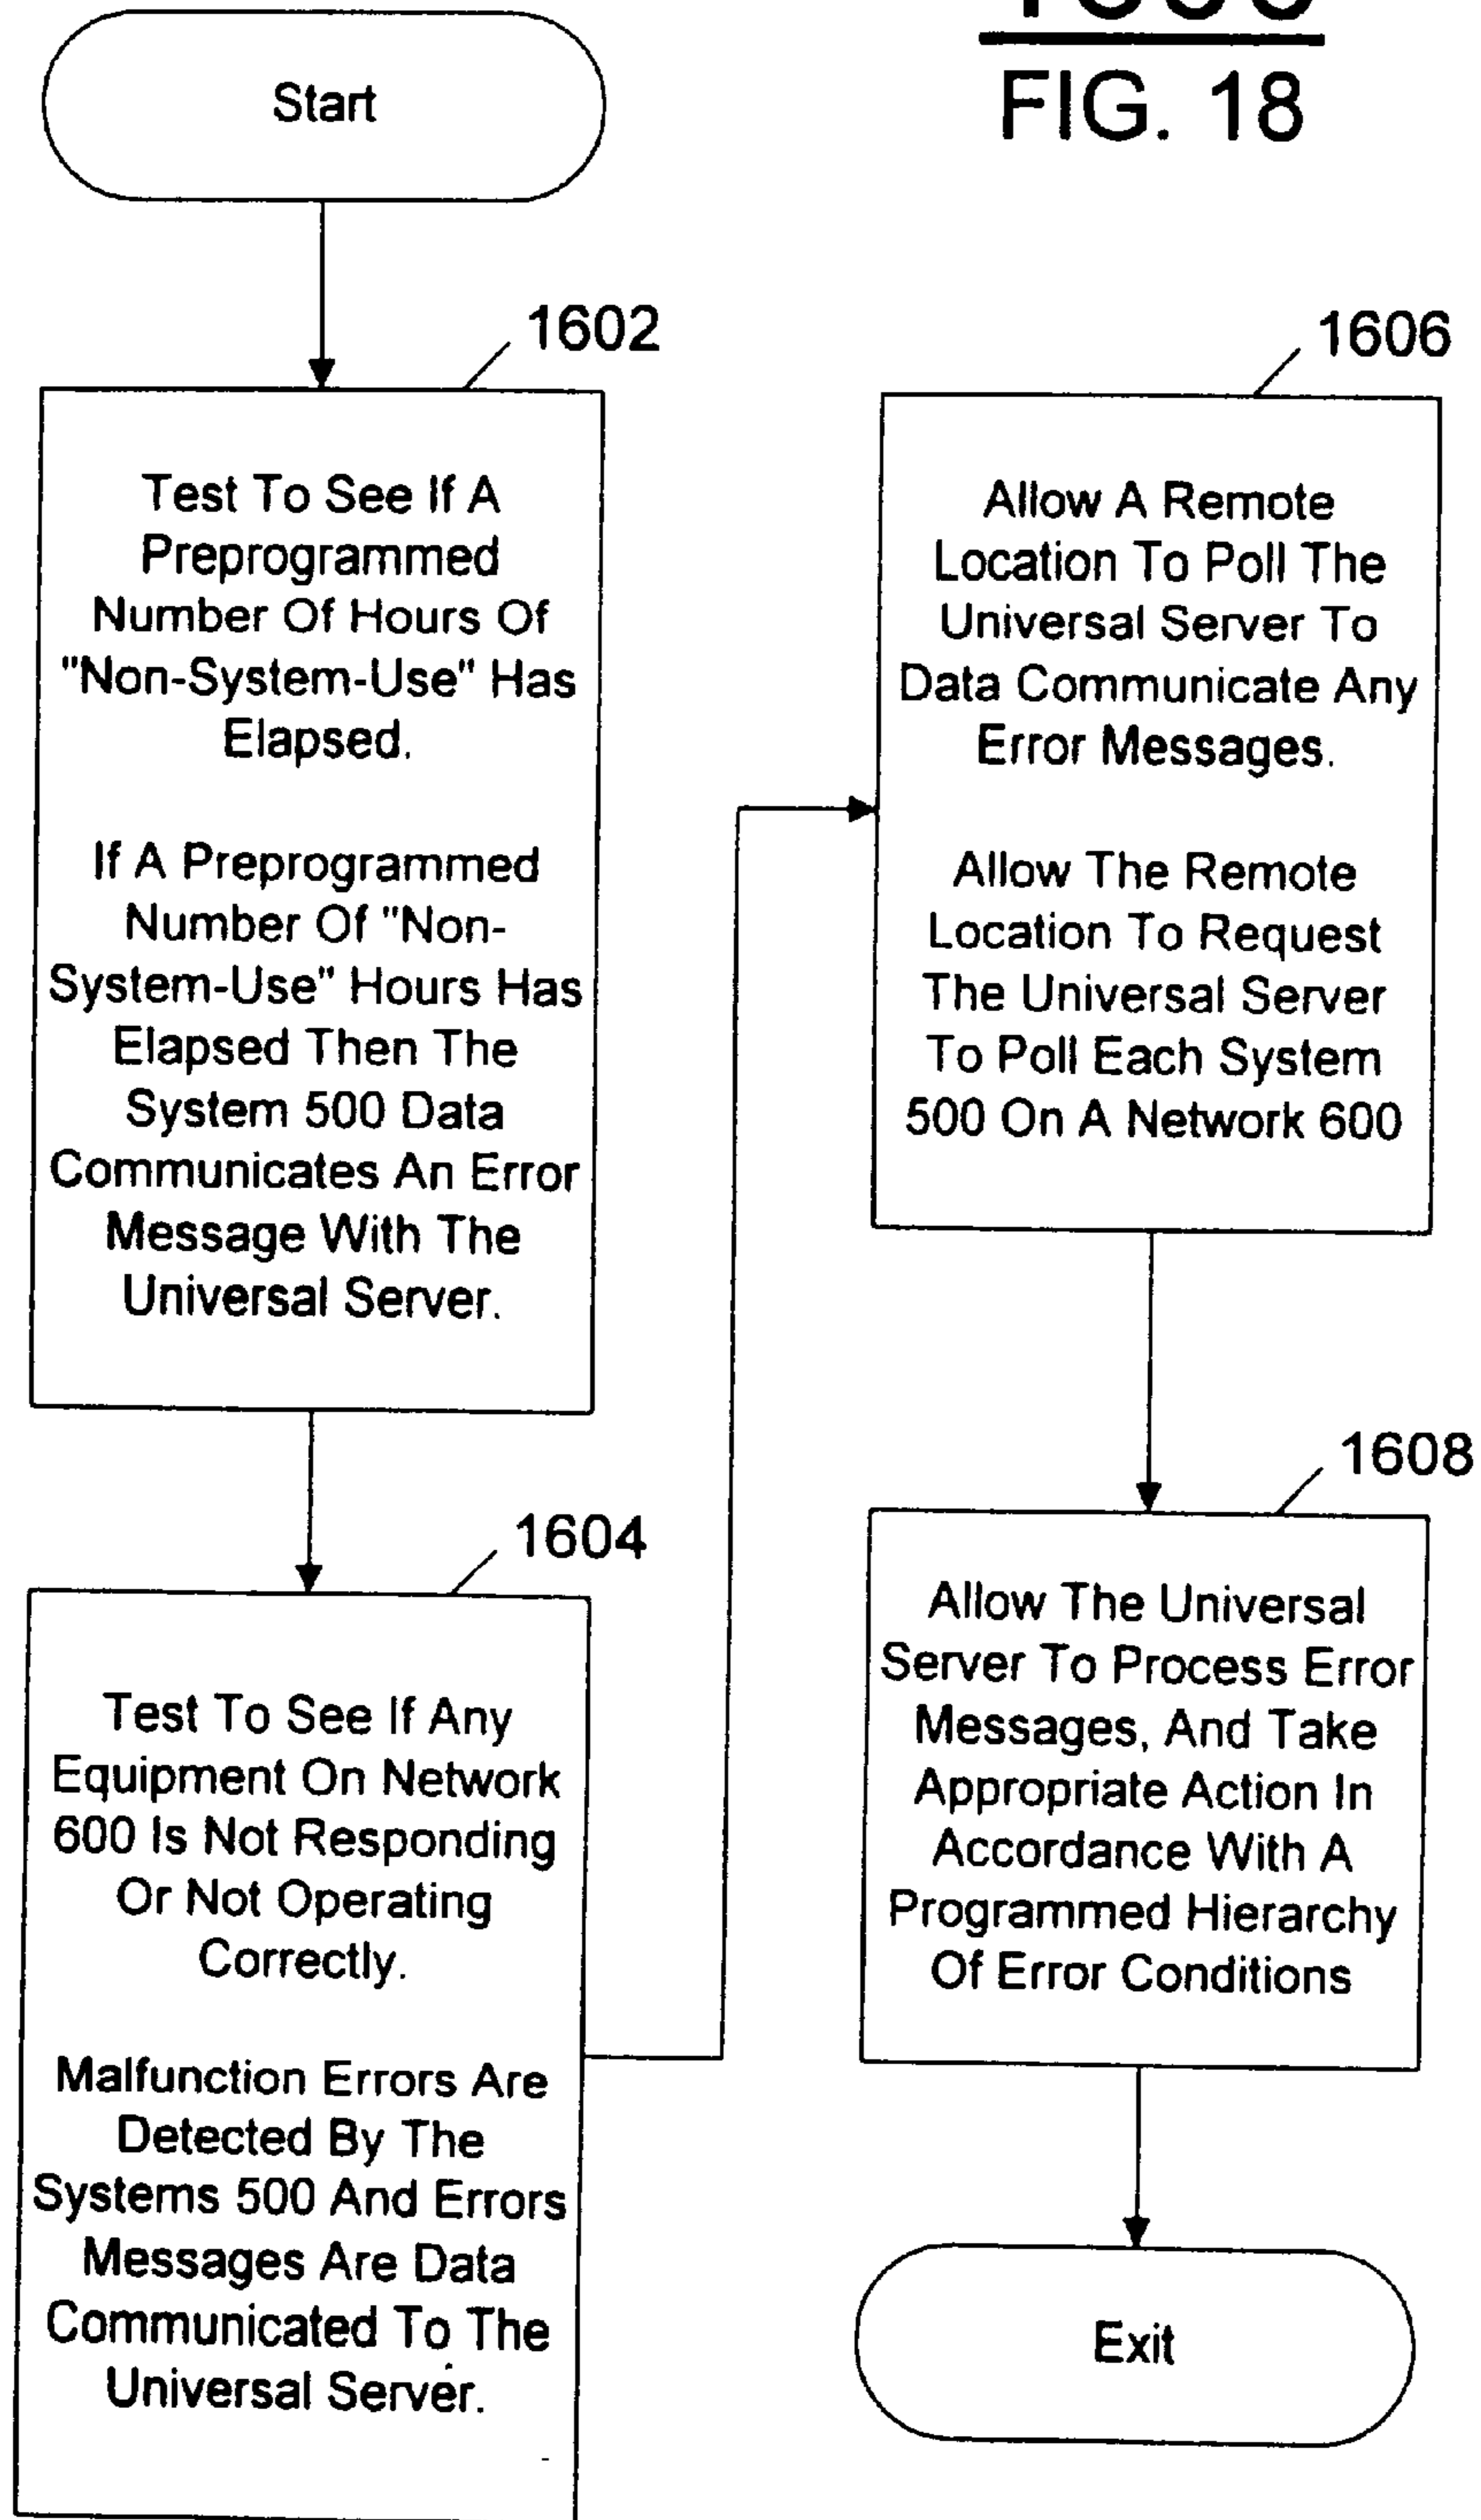 FIG. 18
Start
1602
Test To See If A
Preprogrammed
Number Of Hours Of
"Non-System-Use" Has
Elapsed.
If A Preprogrammed
Number Of "Non-
System-Use" Hours Has
Elapsed Then The
System 500 Data
Communicates An Error
Message With The
Universal Server.
1604
Test To See If Any
Equipment On Network
600 Is Not Responding
Or Not Operating
Correctly.
Malfunction Errors Are
Detected By The
Systems 500 And Errors
Messages Are Data
Communicated To The
Universal Server.
1606
Allow A Remote
Location To Poll The
Universal Server To
Data Communicate Any
Error Messages.
Allow The Remote
Location To Request
The Universal Server
To Poll Each System
500 On A Network 600
1608
Allow The Universal
Server To Process Error
Messages, And Take
Appropriate Action In
Accordance With A
Programmed Hierarchy
Of Error Conditions
Exit